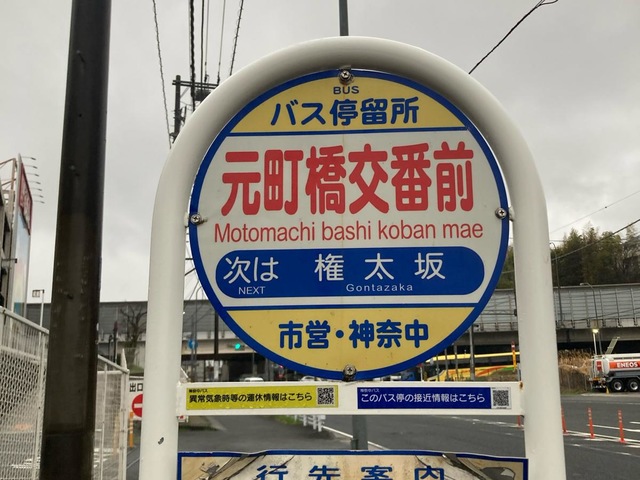 BUS
バス停留所
元町橋交番前
Motomachi bashi koban mae
次は 権太坂
NEXT Gontazaka
市営・神奈中
異常気象時等の運休情報はこちら
このバス停の接近情報はこちら
行先案内
出口
ENEOS